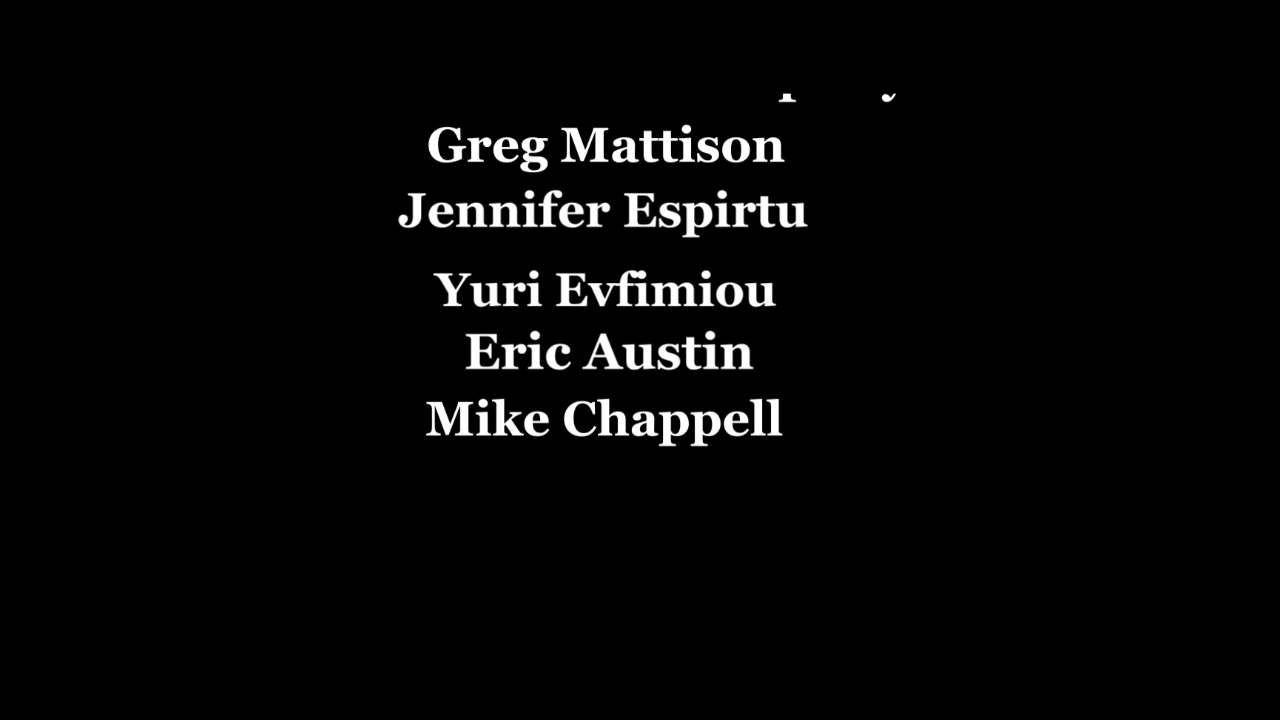 Greg Mattison
Jennifer Espirtu
Yuri Evfimiou
Eric Austin
Mike Chappell